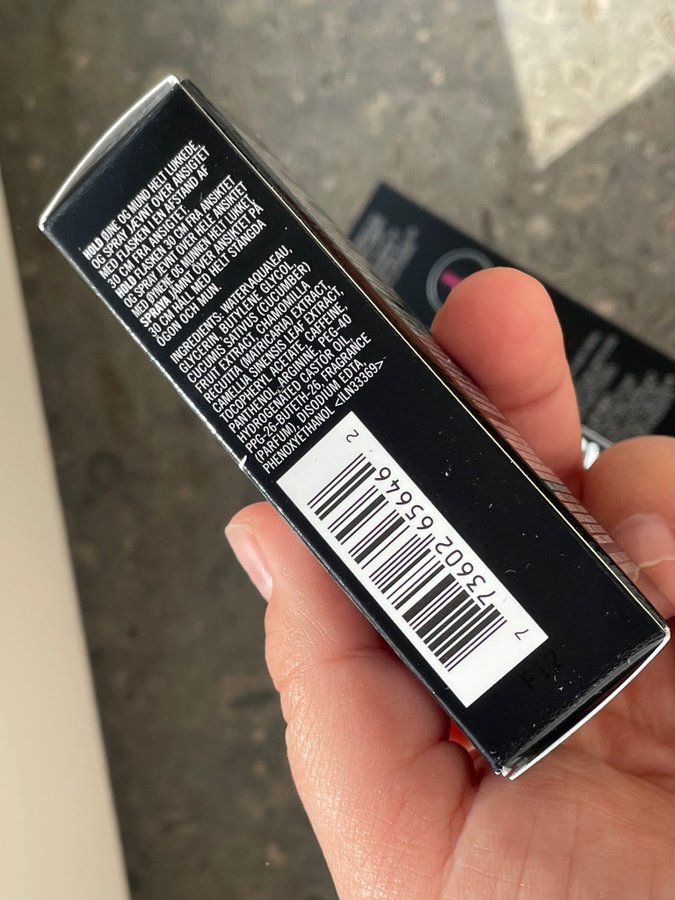 HOLD ØJNE OG MUND HELT LUKKEDE,
OG SPRAY JÆVNT OVER ANSIGTET
MED FLASKEN I EN AFSTAND AF
30 CM FRA ANSIGTET.
HOLD FLASKEN 30 CM FRA ANSIKTET
OG SPRAY JEVNT OVER HELE ANSIKTET
MED ØYNENE OG MUNNEN HELT LUKKET.
SPRAYA JÄMNT ÖVER ANSIKTET PÅ
30 CM HÅLL MED HELT STÄNGDA
ÖGON OCH MUN.
INGREDIENTS: WATER\AQUA\EAU,
GLYCERIN, BUTYLENE GLYCOL,
CUCUMIS SATIVUS (CUCUMBER)
FRUIT EXTRACT, CHAMOMILLA
RECUTITA (MATRICARIA) EXTRACT,
CAMELLIA SINENSIS LEAF EXTRACT,
TOCOPHERYL ACETATE, CAFFEINE,
PANTHENOL, ARGININE, PEG-40
HYDROGENATED CASTOR OIL,
PPG-26-BUTETH-26, FRAGRANCE
(PARFUM), DISODIUM EDTA,
PHENOXYETHANOL <ILN33369>
7 73602 65646 2
F12